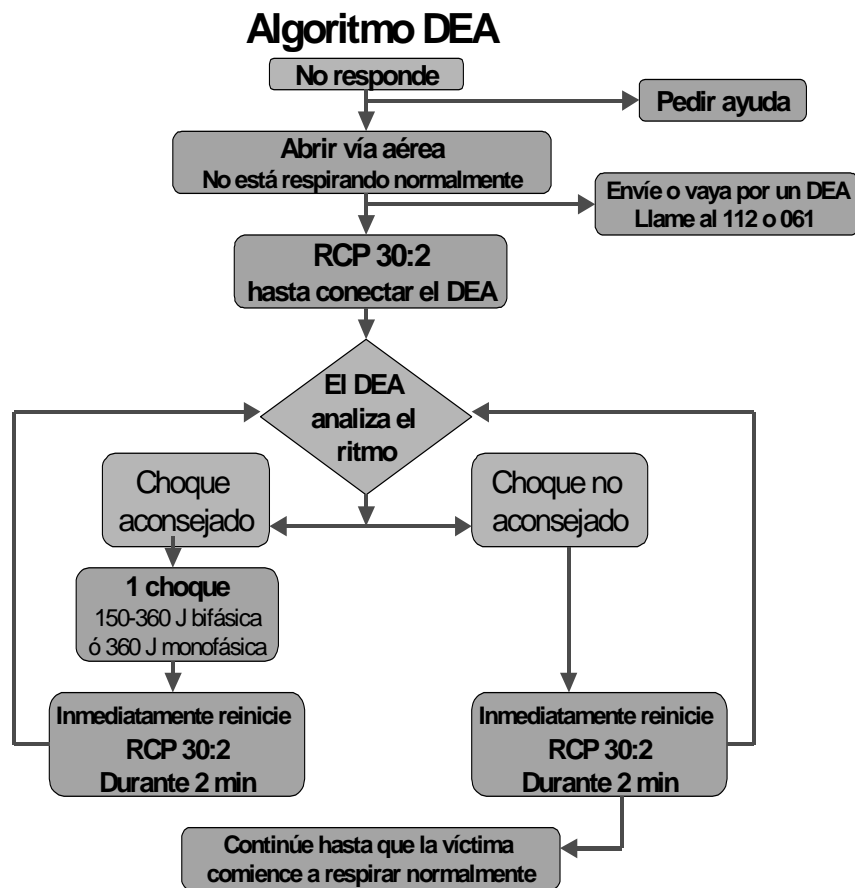 Algoritmo DEA
No responde
Pedir ayuda
Abrir vía aérea
No está respirando normalmente
Envíe o vaya por un DEA
Llame al 112 o 061
RCP 30:2
hasta conectar el DEA
El DEA
analiza el
ritmo
Choque
aconsejado
Choque no
aconsejado
1 choque
150-360 J bifásica
ó 360 J monofásica
Inmediatamente reinicie
RCP 30:2
Durante 2 min
Inmediatamente reinicie
RCP 30:2
Durante 2 min
Continúe hasta que la víctima
comience a respirar normalmente